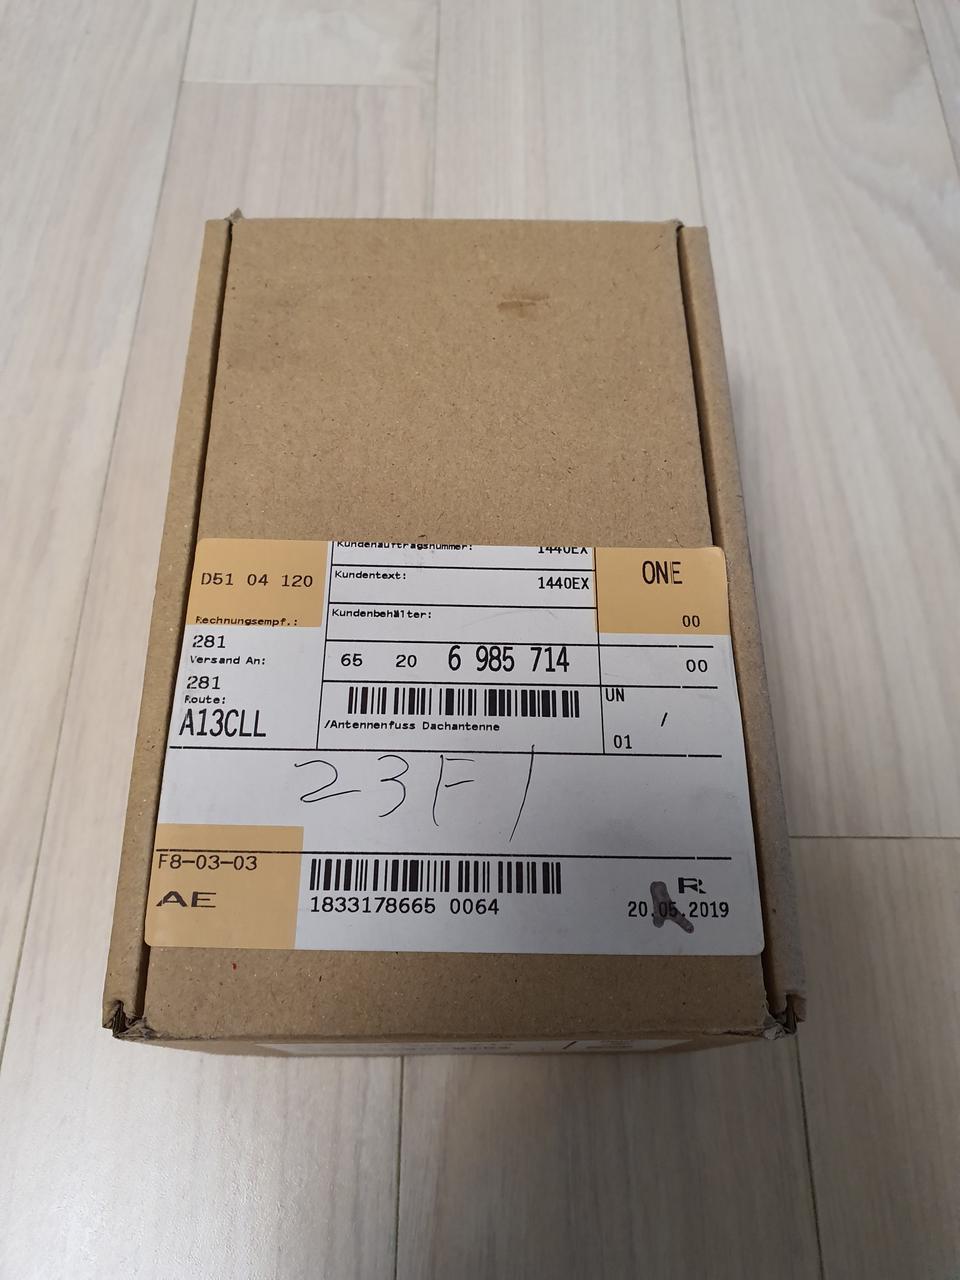 Kundenauftragsnummer: 1440EX
D51 04 120
Kundentext: 1440EX
ONE
Rechnungsempf.:
Kundenbehälter:
00
281
Versand An:
65 20 6 985 714
00
281
Route:
A13CLL
UN
/
/Antennenfuss Dachantenne
01
23F1
F8-03-03
AE
1833178665 0064
R
20.05.2019